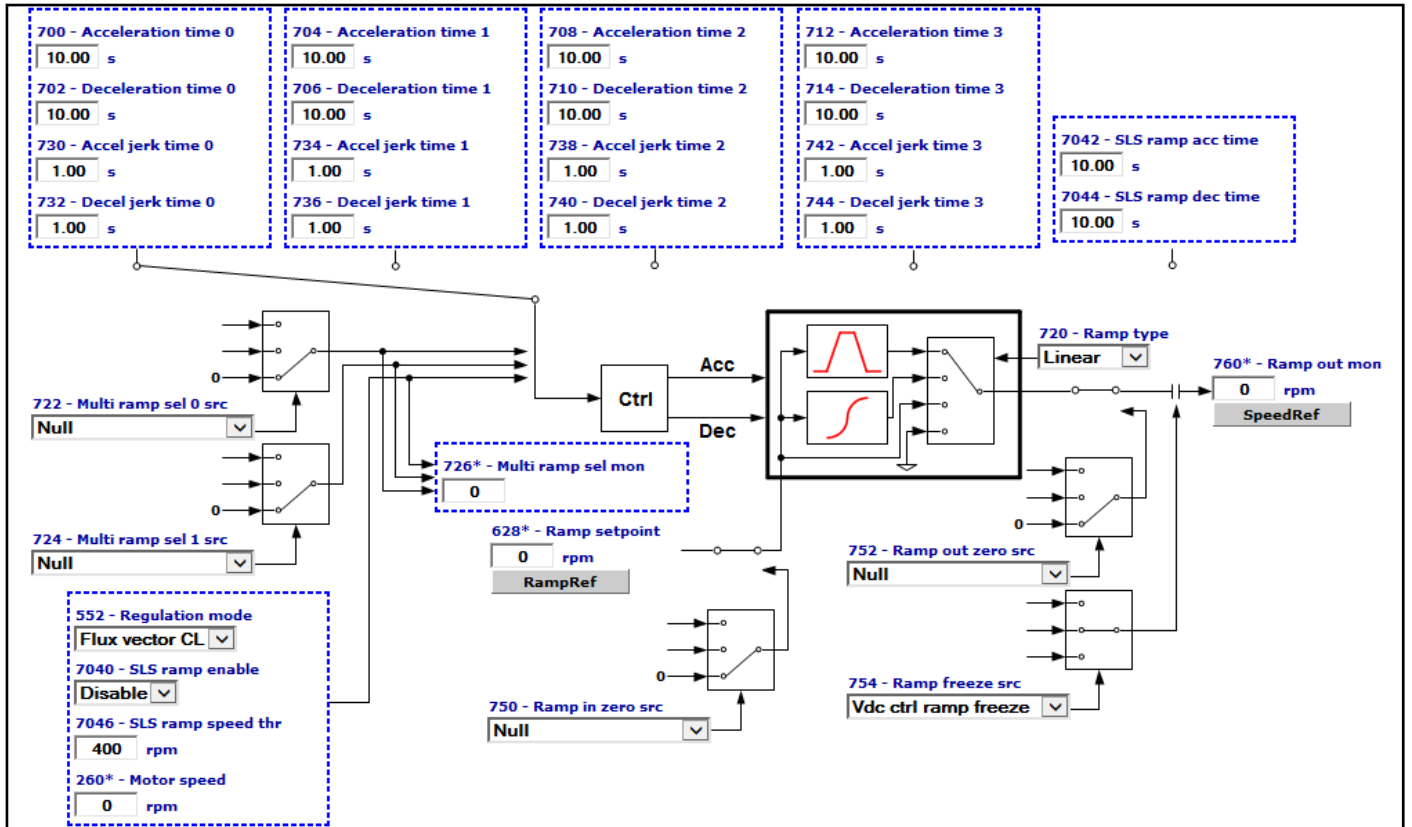 700 - Acceleration time 0
10.00 s
702 - Deceleration time 0
10.00 s
730 - Accel jerk time 0
1.00 s
732 - Decel jerk time 0
1.00 s
704 - Acceleration time 1
10.00 s
706 - Deceleration time 1
10.00 s
734 - Accel jerk time 1
1.00 s
736 - Decel jerk time 1
1.00 s
708 - Acceleration time 2
10.00 s
710 - Deceleration time 2
10.00 s
738 - Accel jerk time 2
1.00 s
740 - Decel jerk time 2
1.00 s
712 - Acceleration time 3
10.00 s
714 - Deceleration time 3
10.00 s
742 - Accel jerk time 3
1.00 s
744 - Decel jerk time 3
1.00 s
7042 - SLS ramp acc time
10.00 s
7044 - SLS ramp dec time
10.00 s
0
722 - Multi ramp sel 0 src
Null
0
724 - Multi ramp sel 1 src
Null
552 - Regulation mode
Flux vector CL
7040 - SLS ramp enable
Disable
7046 - SLS ramp speed thr
400 rpm
260* - Motor speed
0 rpm
726* - Multi ramp sel mon
0
Ctrl
Acc
Dec
628* - Ramp setpoint
0 rpm
RampRef
0
750 - Ramp in zero src
Null
720 - Ramp type
Linear
760* - Ramp out mon
0 rpm
SpeedRef
0
752 - Ramp out zero src
Null
754 - Ramp freeze src
Vdc ctrl ramp freeze